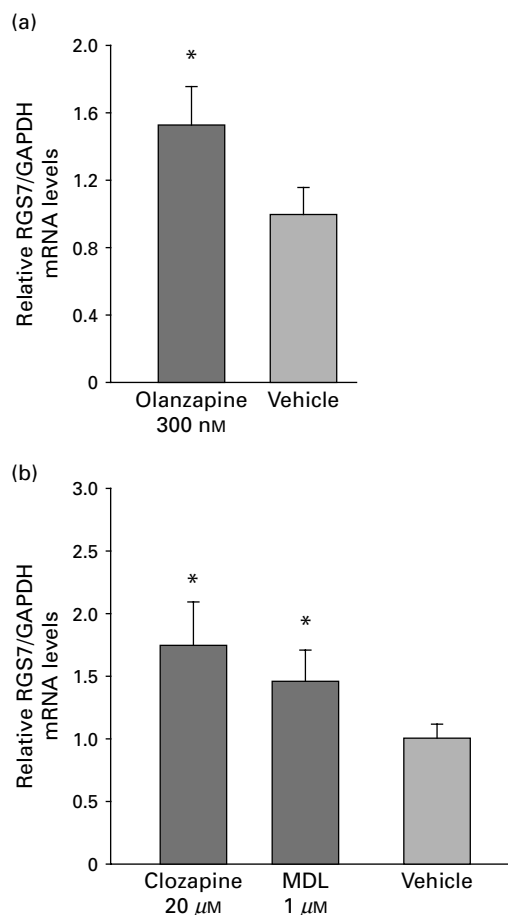 (a)
Relative RGS7/GAPDH
mRNA levels
2.0
1.6
1.2
0.8
0.4
0
*
Olanzapine
300 nM
Vehicle
(b)
Relative RGS7/GAPDH
mRNA levels
3.0
2.5
2.0
1.5
1.0
0.5
0
*
*
Clozapine
20 μM
MDL
1 μM
Vehicle